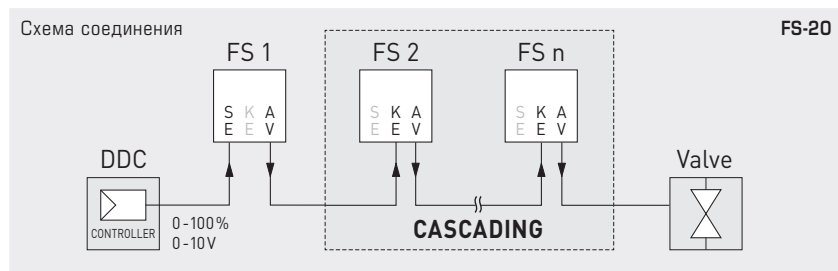 Схема соединения
FS-20
FS 1
FS 2
FS n
S K A
E E V
S K A
E E V
S K A
E E V
DDC
Valve
CONTROLLER
0-100%
0-10V
CASCADING